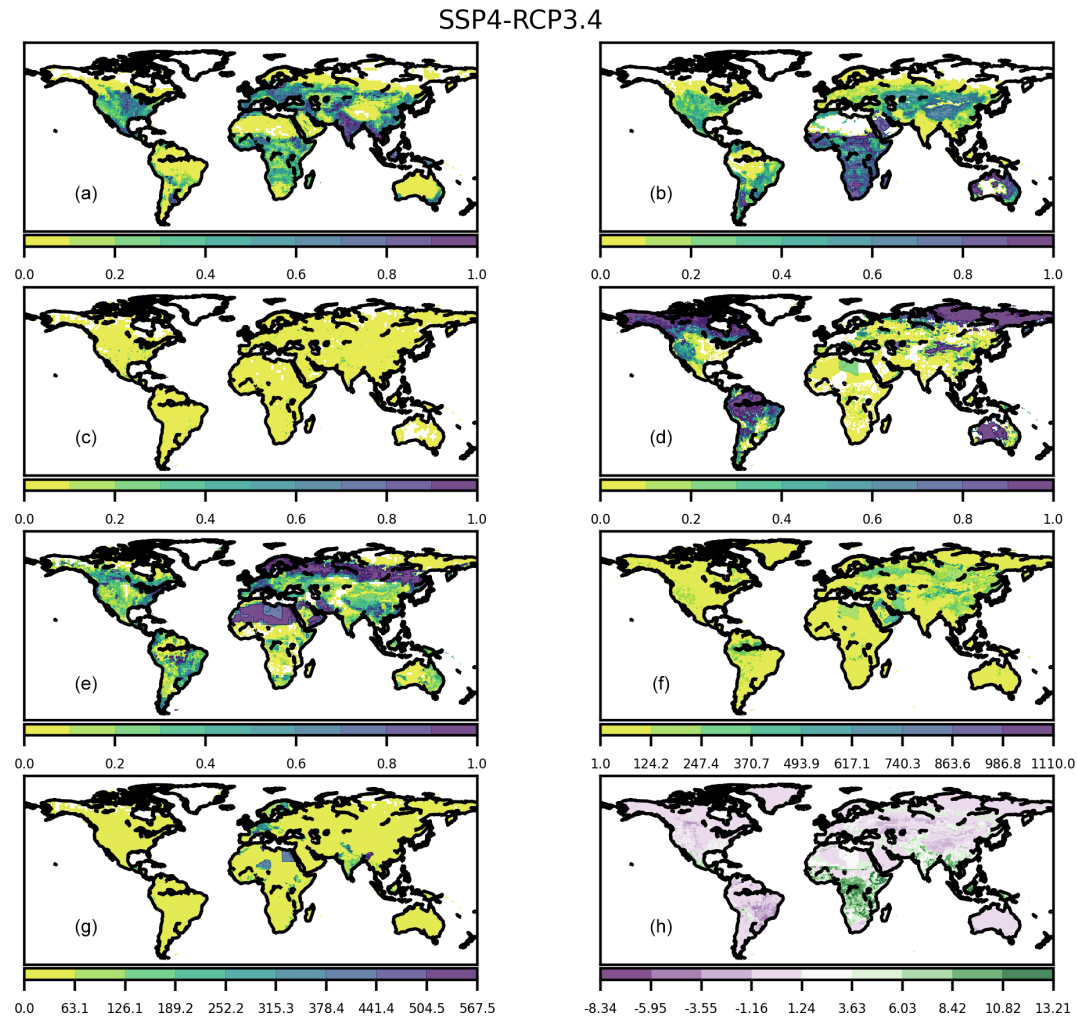 SSP4-RCP3.4
(a) (b)
0.0 0.2 0.4 0.6 0.8 1.0 0.0 0.2 0.4 0.6 0.8 1.0
(c) (d)
0.0 0.2 0.4 0.6 0.8 1.0 0.0 0.2 0.4 0.6 0.8 1.0
(e) (f)
0.0 0.2 0.4 0.6 0.8 1.0 1.0 124.2 247.4 370.7 493.9 617.1 740.3 863.6 986.8 1110.0
(g) (h)
0.0 63.1 126.1 189.2 252.2 315.3 378.4 441.4 504.5 567.5 -8.34 -5.95 -3.55 -1.16 1.24 3.63 6.03 8.42 10.82 13.21